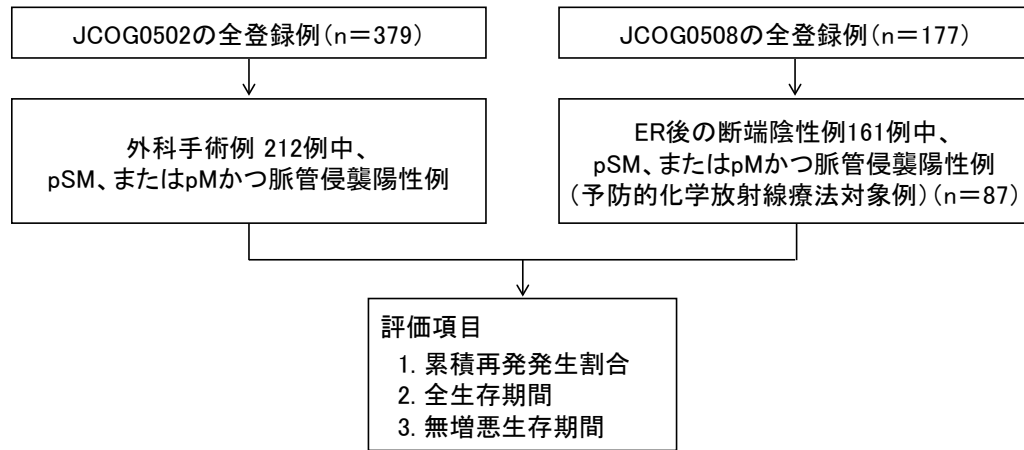 JCOG0502の全登録例（n＝379）
JCOG0508の全登録例（n＝177）
外科手術例 212例中、
pSM、またはpMかつ脈管侵襲陽性例
ER後の断端陰性例161例中、
pSM、またはpMかつ脈管侵襲陽性例
（予防的化学放射線療法対象例）（n＝87）
評価項目
1. 累積再発発生割合
2. 全生存期間
3. 無増悪生存期間